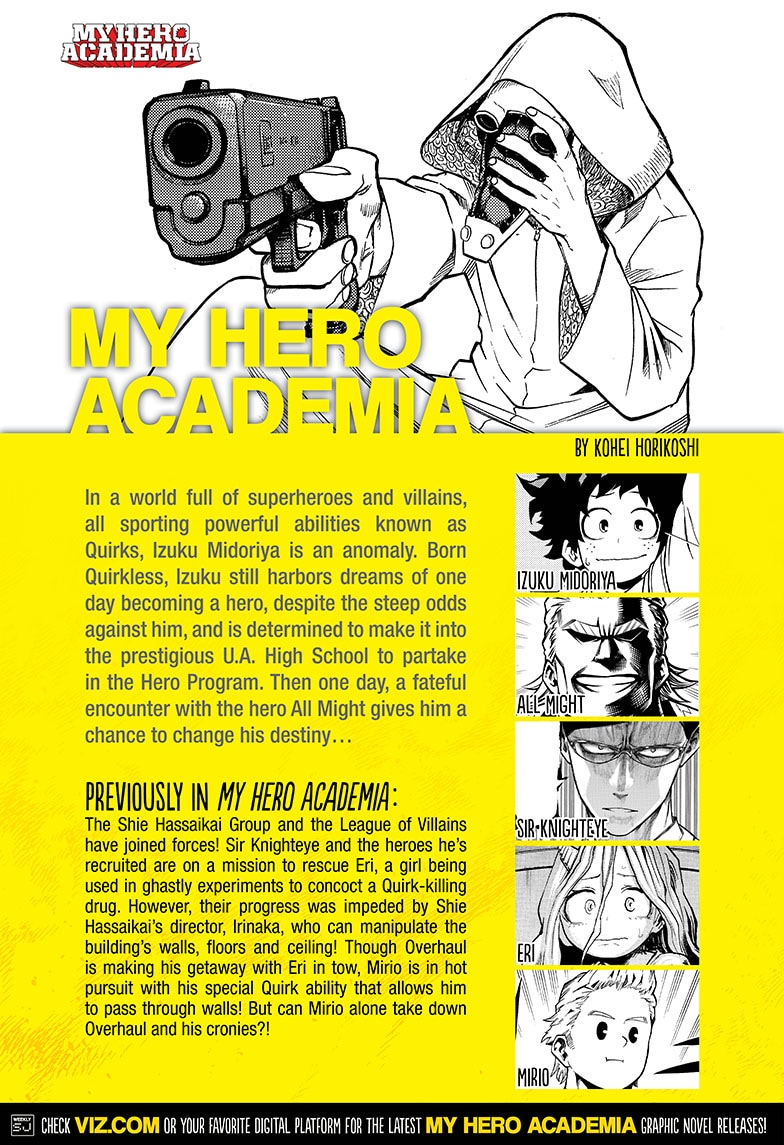 MY HERO
ACADEMIA
MY HERO
ACADEMIA
BY KOHEI HORIKOSHI
In a world full of superheroes and villains,
all sporting powerful abilities known as
Quirks, Izuku Midoriya is an anomaly. Born
Quirkless, Izuku still harbors dreams of one
day becoming a hero, despite the steep odds
against him, and is determined to make it into
the prestigious U.A. High School to partake
in the Hero Program. Then one day, a fateful
encounter with the hero All Might gives him a
chance to change his destiny...
PREVIOUSLY IN MY HERO ACADEMIA:
The Shie Hassaikai Group and the League of Villains
have joined forces! Sir Knighteye and the heroes he's
recruited are on a mission to rescue Eri, a girl being
used in ghastly experiments to concoct a Quirk-killing
drug. However, their progress was impeded by Shie
Hassaikai's director, Irinaka, who can manipulate the
building's walls, floors and ceiling! Though Overhaul
is making his getaway with Eri in tow, Mirio is in hot
pursuit with his special Quirk ability that allows him
to pass through walls! But can Mirio alone take down
Overhaul and his cronies?!
IZUKU MIDORIYA
ALL MIGHT
SIR KNIGHTEYE
ERI
MIRIO
WEEKLY
SJ
CHECK VIZ.COM OR YOUR FAVORITE DIGITAL PLATFORM FOR THE LATEST MY HERO ACADEMIA GRAPHIC NOVEL RELEASES!